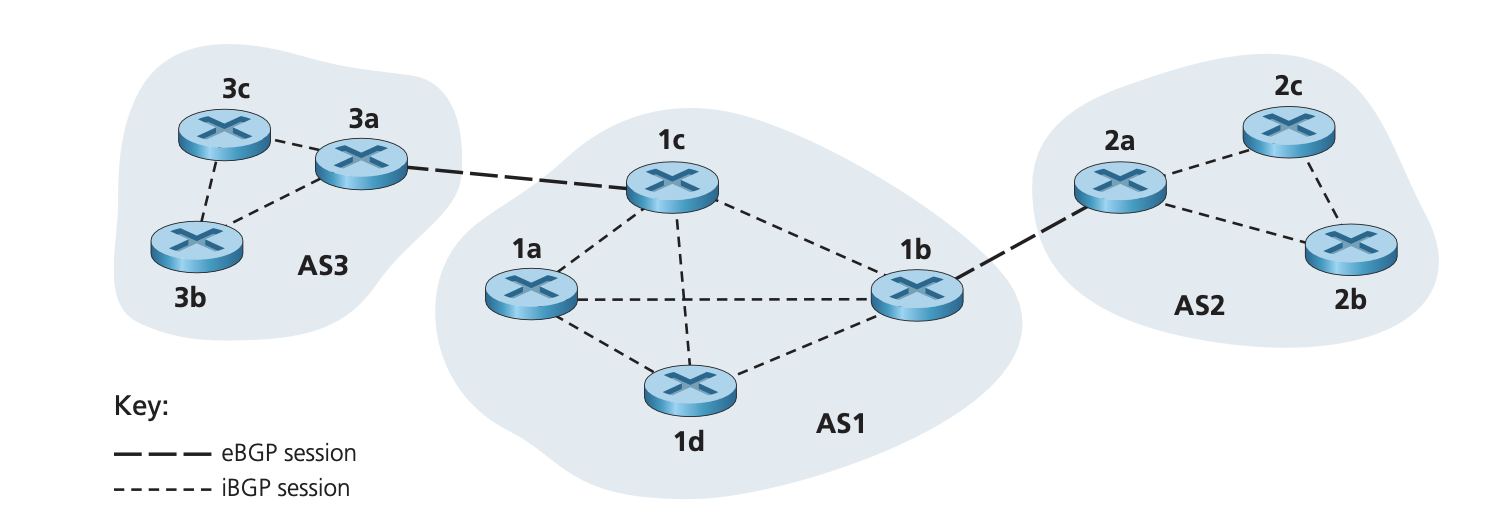 3c
3a
3b
AS3
1c
1a
1b
1d
AS1
2c
2a
2b
AS2
Key:
eBGP session
iBGP session